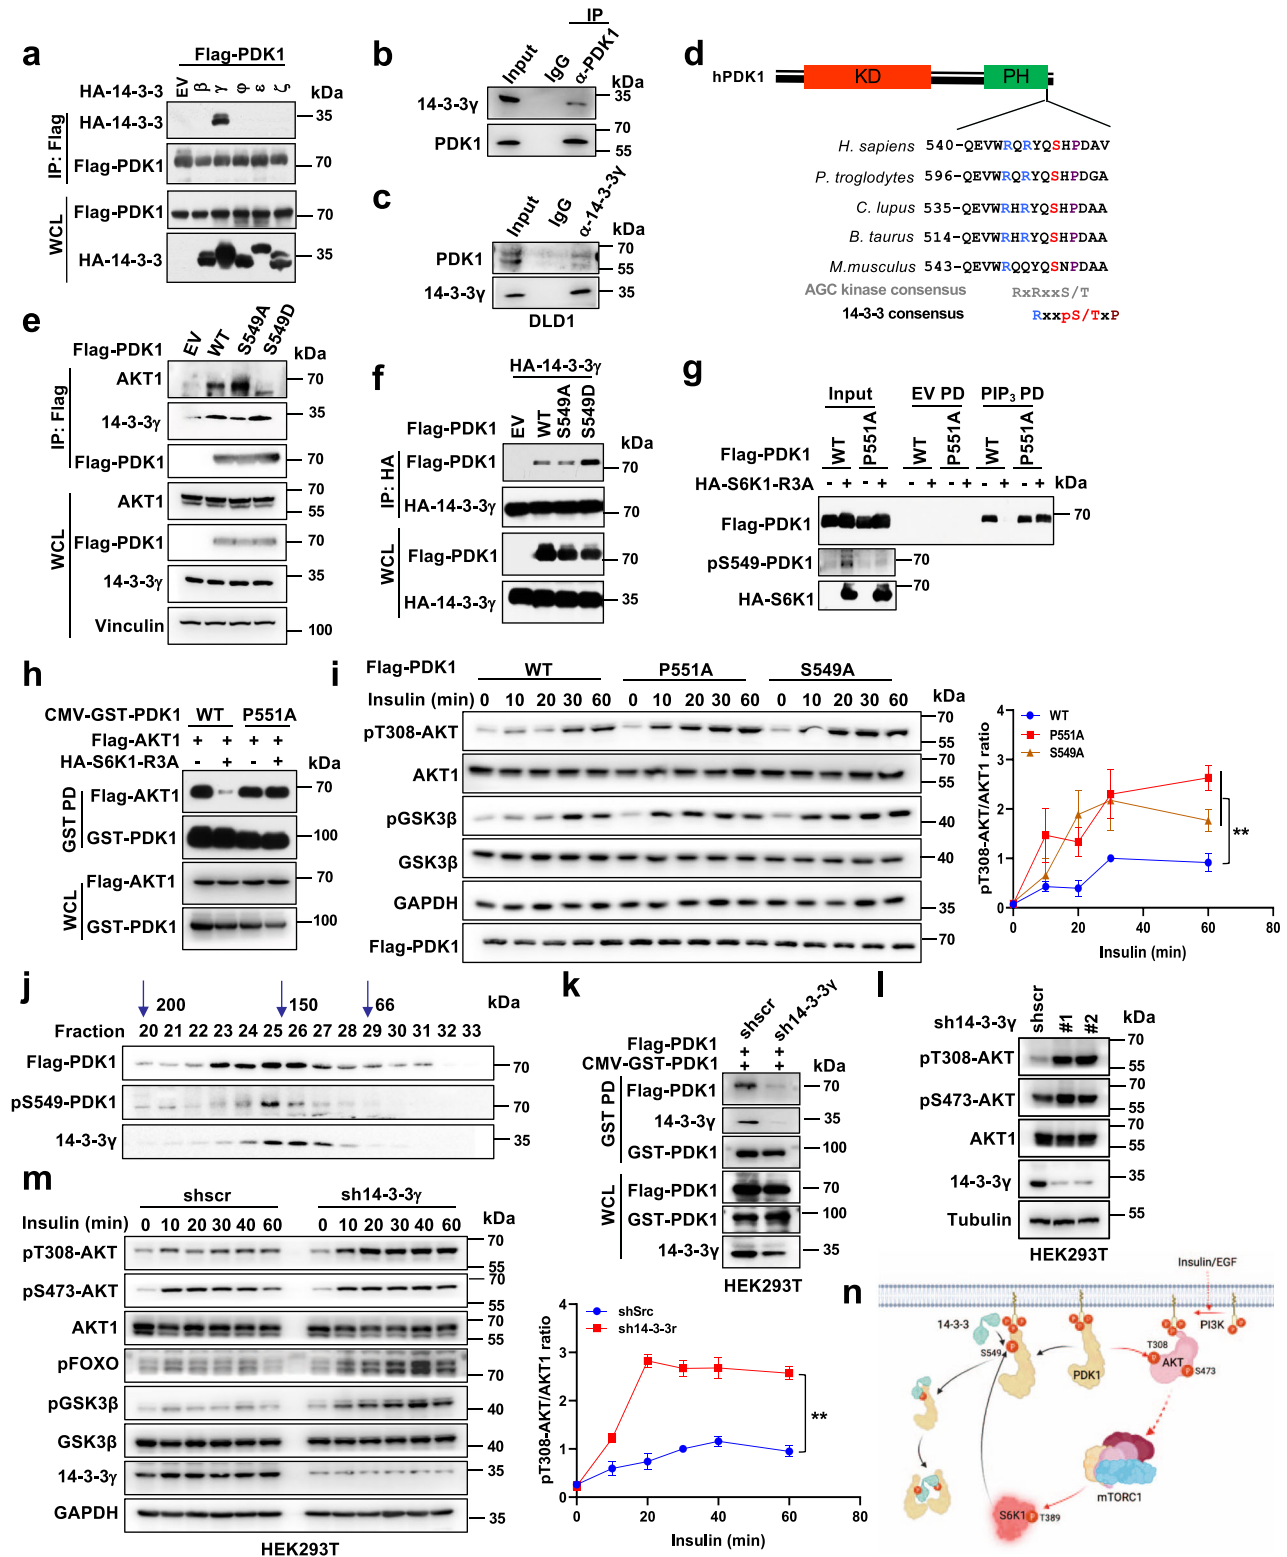 a
Flag-PDK1
HA-14-3-3 EV β γ φ ε ζ kDa
IP: Flag
HA-14-3-3 35
Flag-PDK1 70
WCL
Flag-PDK1 70
HA-14-3-3 35
b
IP
Input IgG α-PDK1 kDa
14-3-3γ 35
PDK1 70
55
c
Input IgG α-14-3-3γ kDa
PDK1 70
55
14-3-3γ 35
DLD1
d
hPDK1 KD PH
H. sapiens 540-QEVWRQRYQSHPDAV
P. troglodytes 596-QEVWRQRYQSHPDGA
C. lupus 535-QEVWRHRYQSHPDAA
B. taurus 514-QEVWRHRYQSHPDAA
M.musculus 543-QEVWRQQYQSNPDAA
AGC kinase consensus RxRxxS/T
14-3-3 consensus RxxpS/TxP
e
Flag-PDK1 EV WT S549A S549D kDa
IP: Flag
AKT1 70
14-3-3γ 35
Flag-PDK1 70
WCL
AKT1 70
55
Flag-PDK1 70
14-3-3γ 35
Vinculin 100
f
HA-14-3-3γ
Flag-PDK1 EV WT S549A S549D kDa
IP: HA
Flag-PDK1 70
HA-14-3-3γ
WCL
Flag-PDK1 70
HA-14-3-3γ 35
g
Input EV PD PIP3 PD
Flag-PDK1 WT P551A WT P551A WT P551A
HA-S6K1-R3A - + - + - + - + - + - + kDa
Flag-PDK1 70
pS549-PDK1 70
HA-S6K1 70
h
CMV-GST-PDK1 WT P551A
Flag-AKT1 + + + +
HA-S6K1-R3A - + - + kDa
GST PD
Flag-AKT1 70
GST-PDK1 100
WCL
Flag-AKT1 70
GST-PDK1 100
i
Flag-PDK1 WT P551A S549A
Insulin (min) 0 10 20 30 60 0 10 20 30 60 0 10 20 30 60 kDa
pT308-AKT 70
55
AKT1 70
55
pGSK3β 40
GSK3β 40
GAPDH 35
Flag-PDK1 70
pT308-AKT/AKT1 ratio
4
3
2
1
0
WT
P551A
S549A
**
0 20 40 60
Insulin (min)
j
200 150 66 kDa
Fraction
20 21 22 23 24 25 26 27 28 29 30 31 32 33
Flag-PDK1 70
pS549-PDK1 70
14-3-3γ 35
k
shscr sh14-3-3γ
Flag-PDK1 + +
CMV-GST-PDK1 + + kDa
GST PD
Flag-PDK1 70
14-3-3γ 35
GST-PDK1 100
WCL
Flag-PDK1 70
GST-PDK1 100
14-3-3γ 35
HEK293T
l
sh14-3-3γ shscr #1 #2 kDa
pT308-AKT 70
55
pS473-AKT 70
55
AKT1 70
55
14-3-3γ 35
Tubulin 55
HEK293T
m
shscr sh14-3-3γ
Insulin (min) 0 10 20 30 40 60 0 10 20 30 40 60 kDa
pT308-AKT 70
55
pS473-AKT 70
55
AKT1 70
55
pFOXO 70
pGSK3β 40
GSK3β 40
14-3-3γ 35
GAPDH 35
HEK293T
pT308-AKT/AKT1 ratio
4
3
2
1
0
shSrc
sh14-3-3r
**
0 20 40 60
Insulin (min)
n
Insulin/EGF
14-3-3
PI3K
S549
P
P
P
P
P
T308
AKT
S473
PDK1
mTORC1
S6K1 P T389